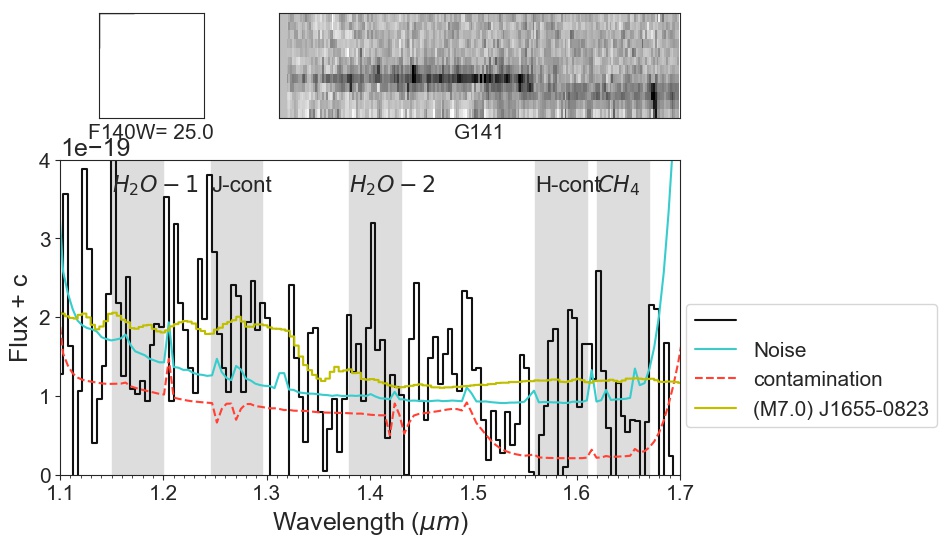 F140W= 25.0
G141
1e−19
H₂O − 1
J-cont
H₂O − 2
H-cont
CH₄
4
3
2
1
0
Flux + c
1.1
1.2
1.3
1.4
1.5
1.6
1.7
Wavelength (μm)
Noise
contamination
(M7.0) J1655-0823